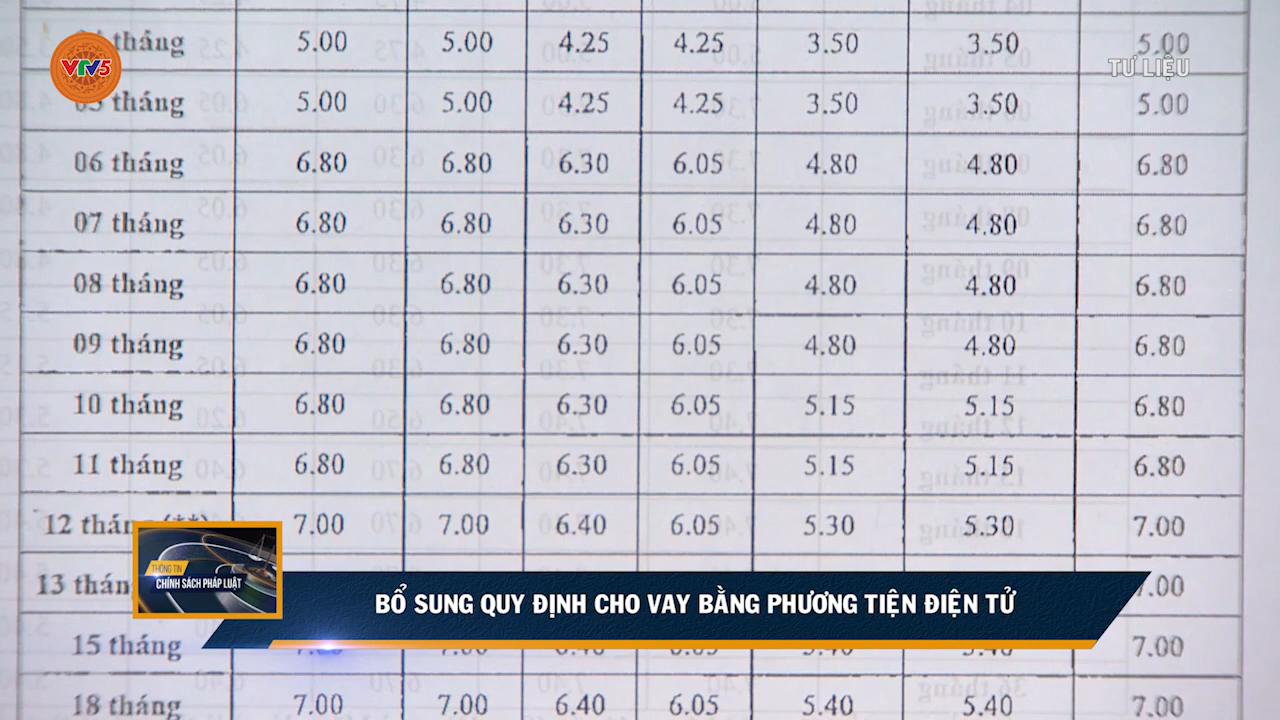 04 tháng 5.00 5.00 4.25 4.25 3.50 3.50 5.00
VTV5
TƯ LIỆU
05 tháng 5.00 5.00 4.25 4.25 3.50 3.50 5.00
06 tháng 6.80 6.80 6.30 6.05 4.80 4.80 6.80
07 tháng 6.80 6.80 6.30 6.05 4.80 4.80 6.80
08 tháng 6.80 6.80 6.30 6.05 4.80 4.80 6.80
09 tháng 6.80 6.80 6.30 6.05 4.80 4.80 6.80
10 tháng 6.80 6.80 6.30 6.05 5.15 5.15 6.80
11 tháng 6.80 6.80 6.30 6.05 5.15 5.15 6.80
12 tháng (**) 7.00 7.00 6.40 6.05 5.30 5.30 7.00
THÔNG TIN
CHÍNH SÁCH PHÁP LUẬT
13 .00
BỔ SUNG QUY ĐỊNH CHO VAY BẰNG PHƯƠNG TIỆN ĐIỆN TỬ
15 tháng 7.00
18 tháng 7.00 7.00 6.40 6.05 5.40 5.40 7.00